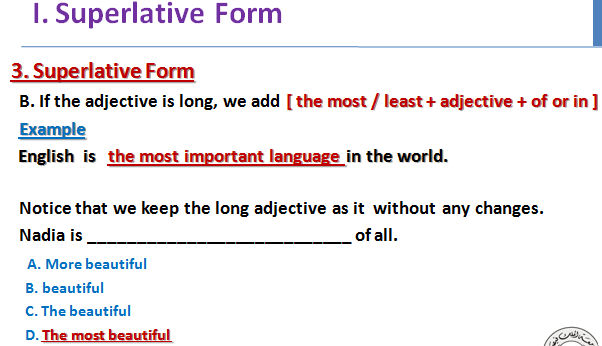 I. Superlative Form
3. Superlative Form
B. If the adjective is long, we add [ the most / least + adjective + of or in ]
Example
English is the most important language in the world.
Notice that we keep the long adjective as it without any changes.
Nadia is ___________________________ of all.
A. More beautiful
B. beautiful
C. The beautiful
D. The most beautiful